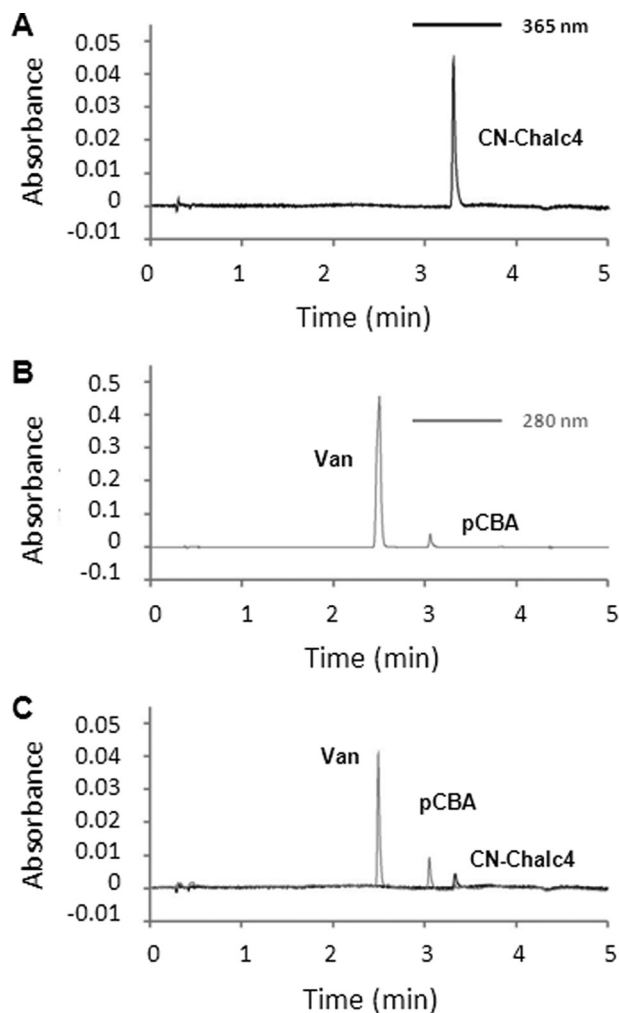 A
365 nm
0.05
0.04
0.03
0.02
0.01
0
-0.01
Absorbance
CN-Chalc4
0 1 2 3 4 5
Time (min)
B
280 nm
0.5
0.4
0.3
0.2
0.1
0
-0.1
Absorbance
Van
pCBA
0 1 2 3 4 5
Time (min)
C
0.05
0.04
0.03
0.02
0.01
0
-0.01
Absorbance
Van
pCBA
CN-Chalc4
0 1 2 3 4 5
Time (min)